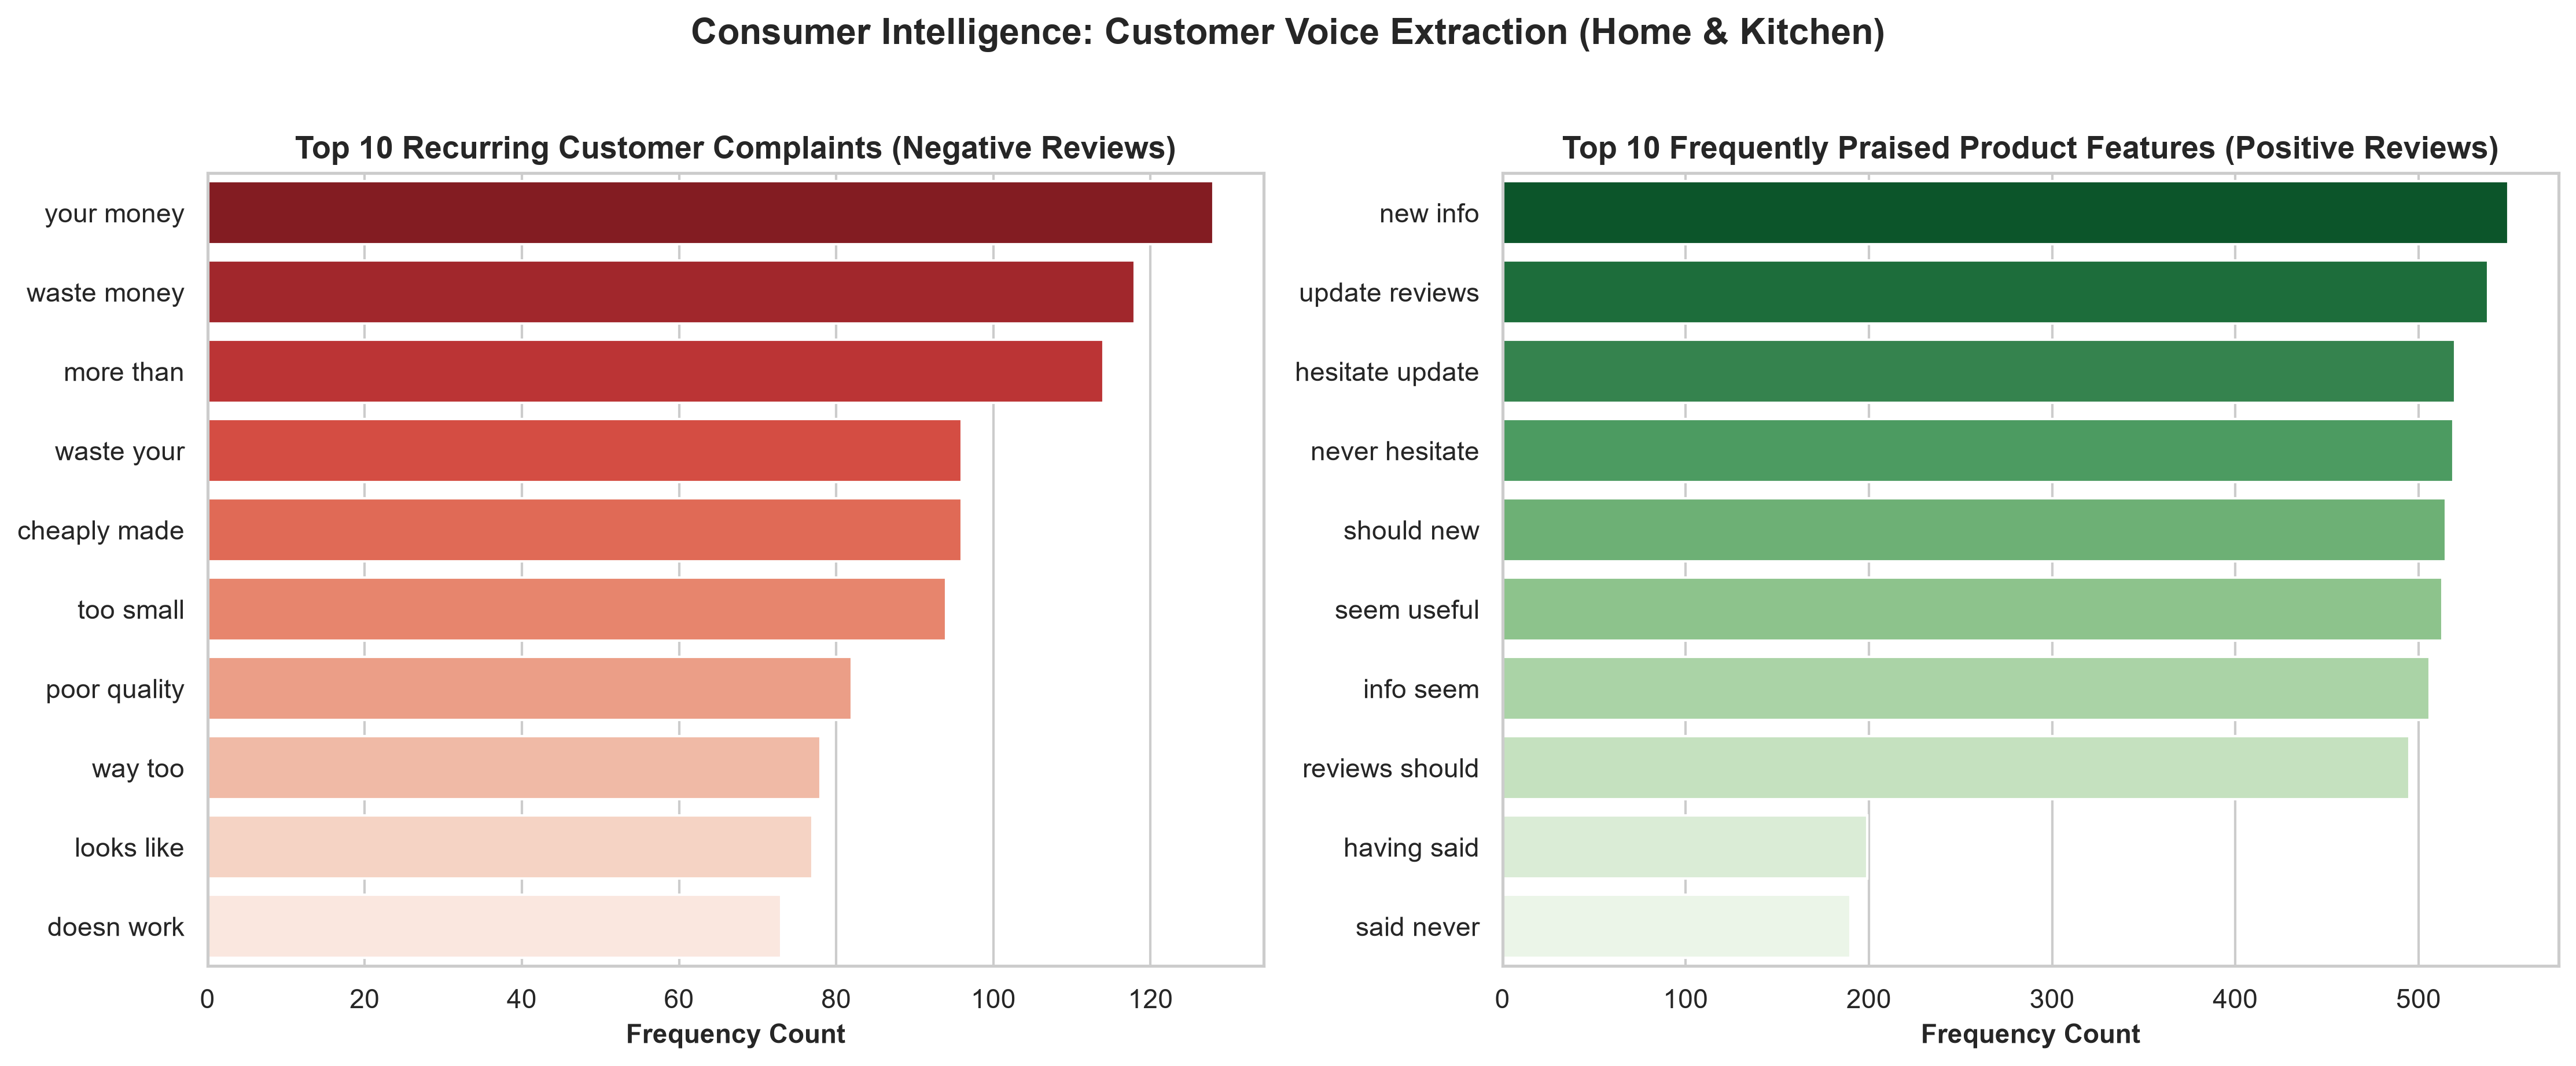 Consumer Intelligence: Customer Voice Extraction (Home & Kitchen)
Top 10 Recurring Customer Complaints (Negative Reviews)
your money
waste money
more than
waste your
cheaply made
too small
poor quality
way too
looks like
doesn work
0 20 40 60 80 100 120
Frequency Count
Top 10 Frequently Praised Product Features (Positive Reviews)
new info
update reviews
hesitate update
never hesitate
should new
seem useful
info seem
reviews should
having said
said never
0 100 200 300 400 500
Frequency Count